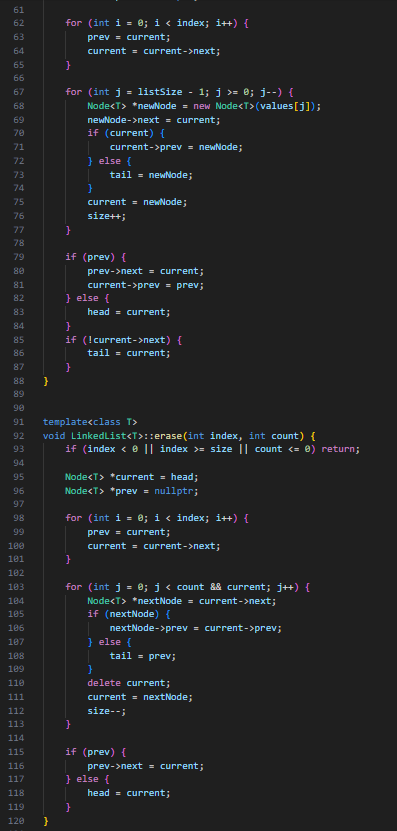 61
62 for (int i = 0; i < index; i++) {
63 prev = current;
64 current = current->next;
65 }
66
67 for (int j = listSize - 1; j >= 0; j--) {
68 Node<T> *newNode = new Node<T>(values[j]);
69 newNode->next = current;
70 if (current) {
71 current->prev = newNode;
72 } else {
73 tail = newNode;
74 }
75 current = newNode;
76 size++;
77 }
78
79 if (prev) {
80 prev->next = current;
81 current->prev = prev;
82 } else {
83 head = current;
84 }
85 if (!current->next) {
86 tail = current;
87 }
88 }
89
90
91 template<class T>
92 void LinkedList<T>::erase(int index, int count) {
93 if (index < 0 || index >= size || count <= 0) return;
94
95 Node<T> *current = head;
96 Node<T> *prev = nullptr;
97
98 for (int i = 0; i < index; i++) {
99 prev = current;
100 current = current->next;
101 }
102
103 for (int j = 0; j < count && current; j++) {
104 Node<T> *nextNode = current->next;
105 if (nextNode) {
106 nextNode->prev = current->prev;
107 } else {
108 tail = prev;
109 }
110 delete current;
111 current = nextNode;
112 size--;
113 }
114
115 if (prev) {
116 prev->next = current;
117 } else {
118 head = current;
119 }
120 }